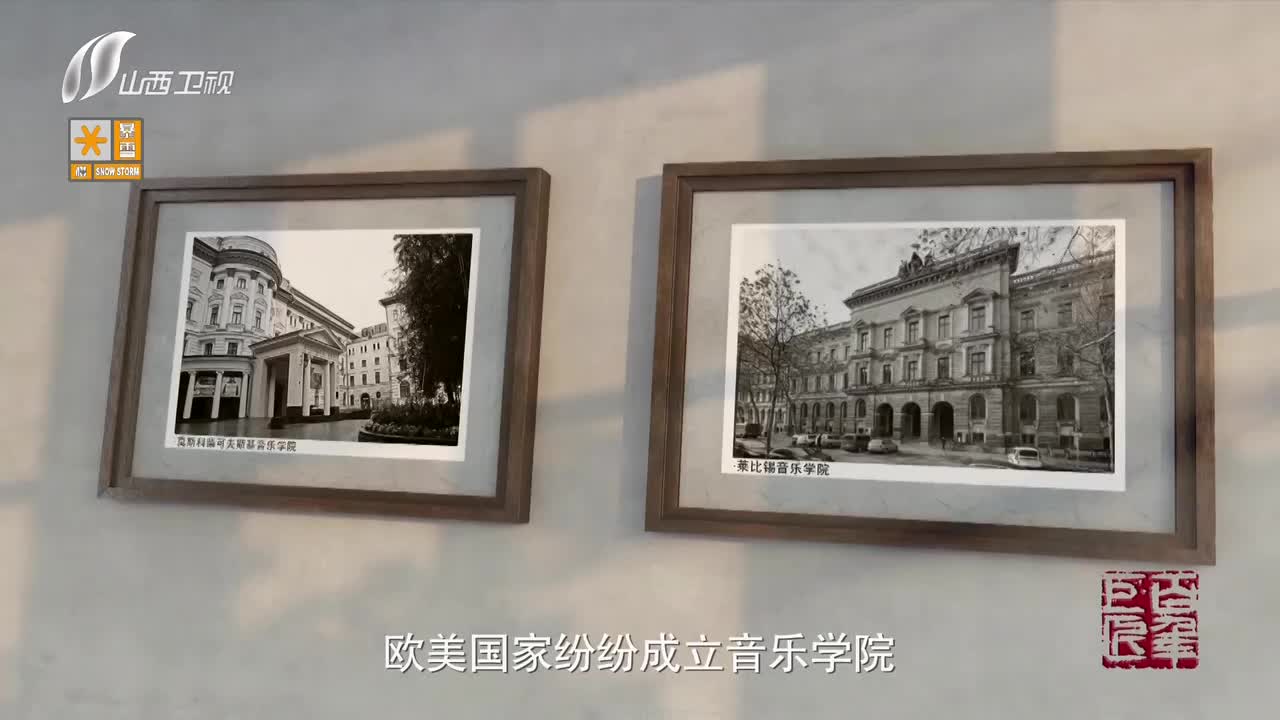 山西卫视
暴雪
橙 SNOW STORM
莫斯科柴可夫斯基音乐学院
·莱比锡音乐学院
欧美国家纷纷成立音乐学院
百年巨匠